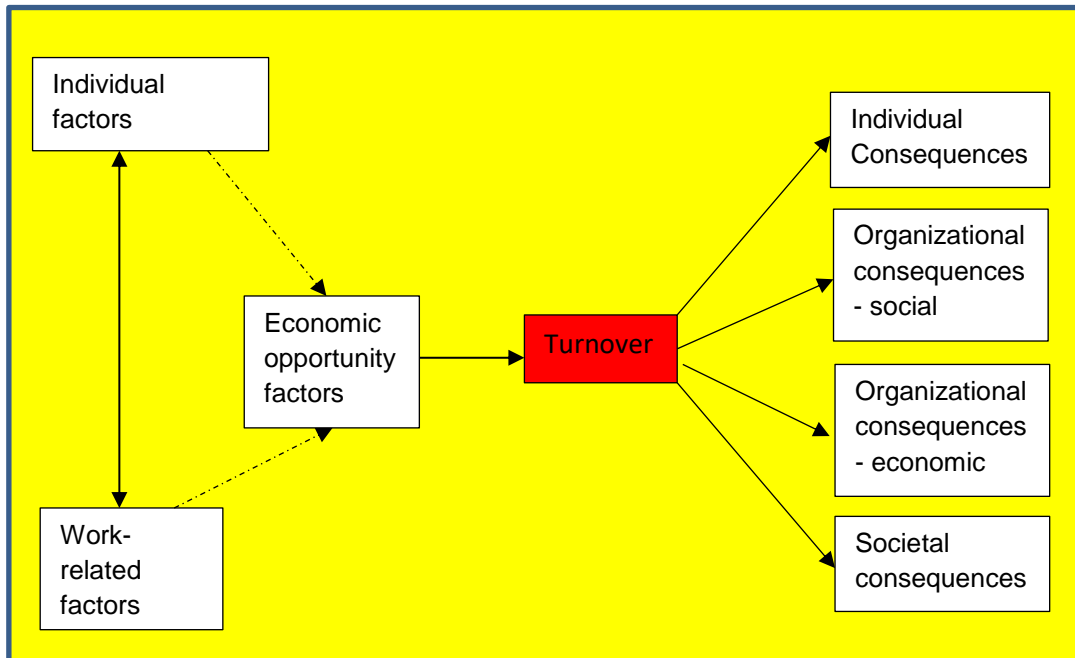 Individual
factors
Work-
related
factors
Economic
opportunity
factors
Turnover
Individual
Consequences
Organizational
consequences
- social
Organizational
consequences
- economic
Societal
consequences